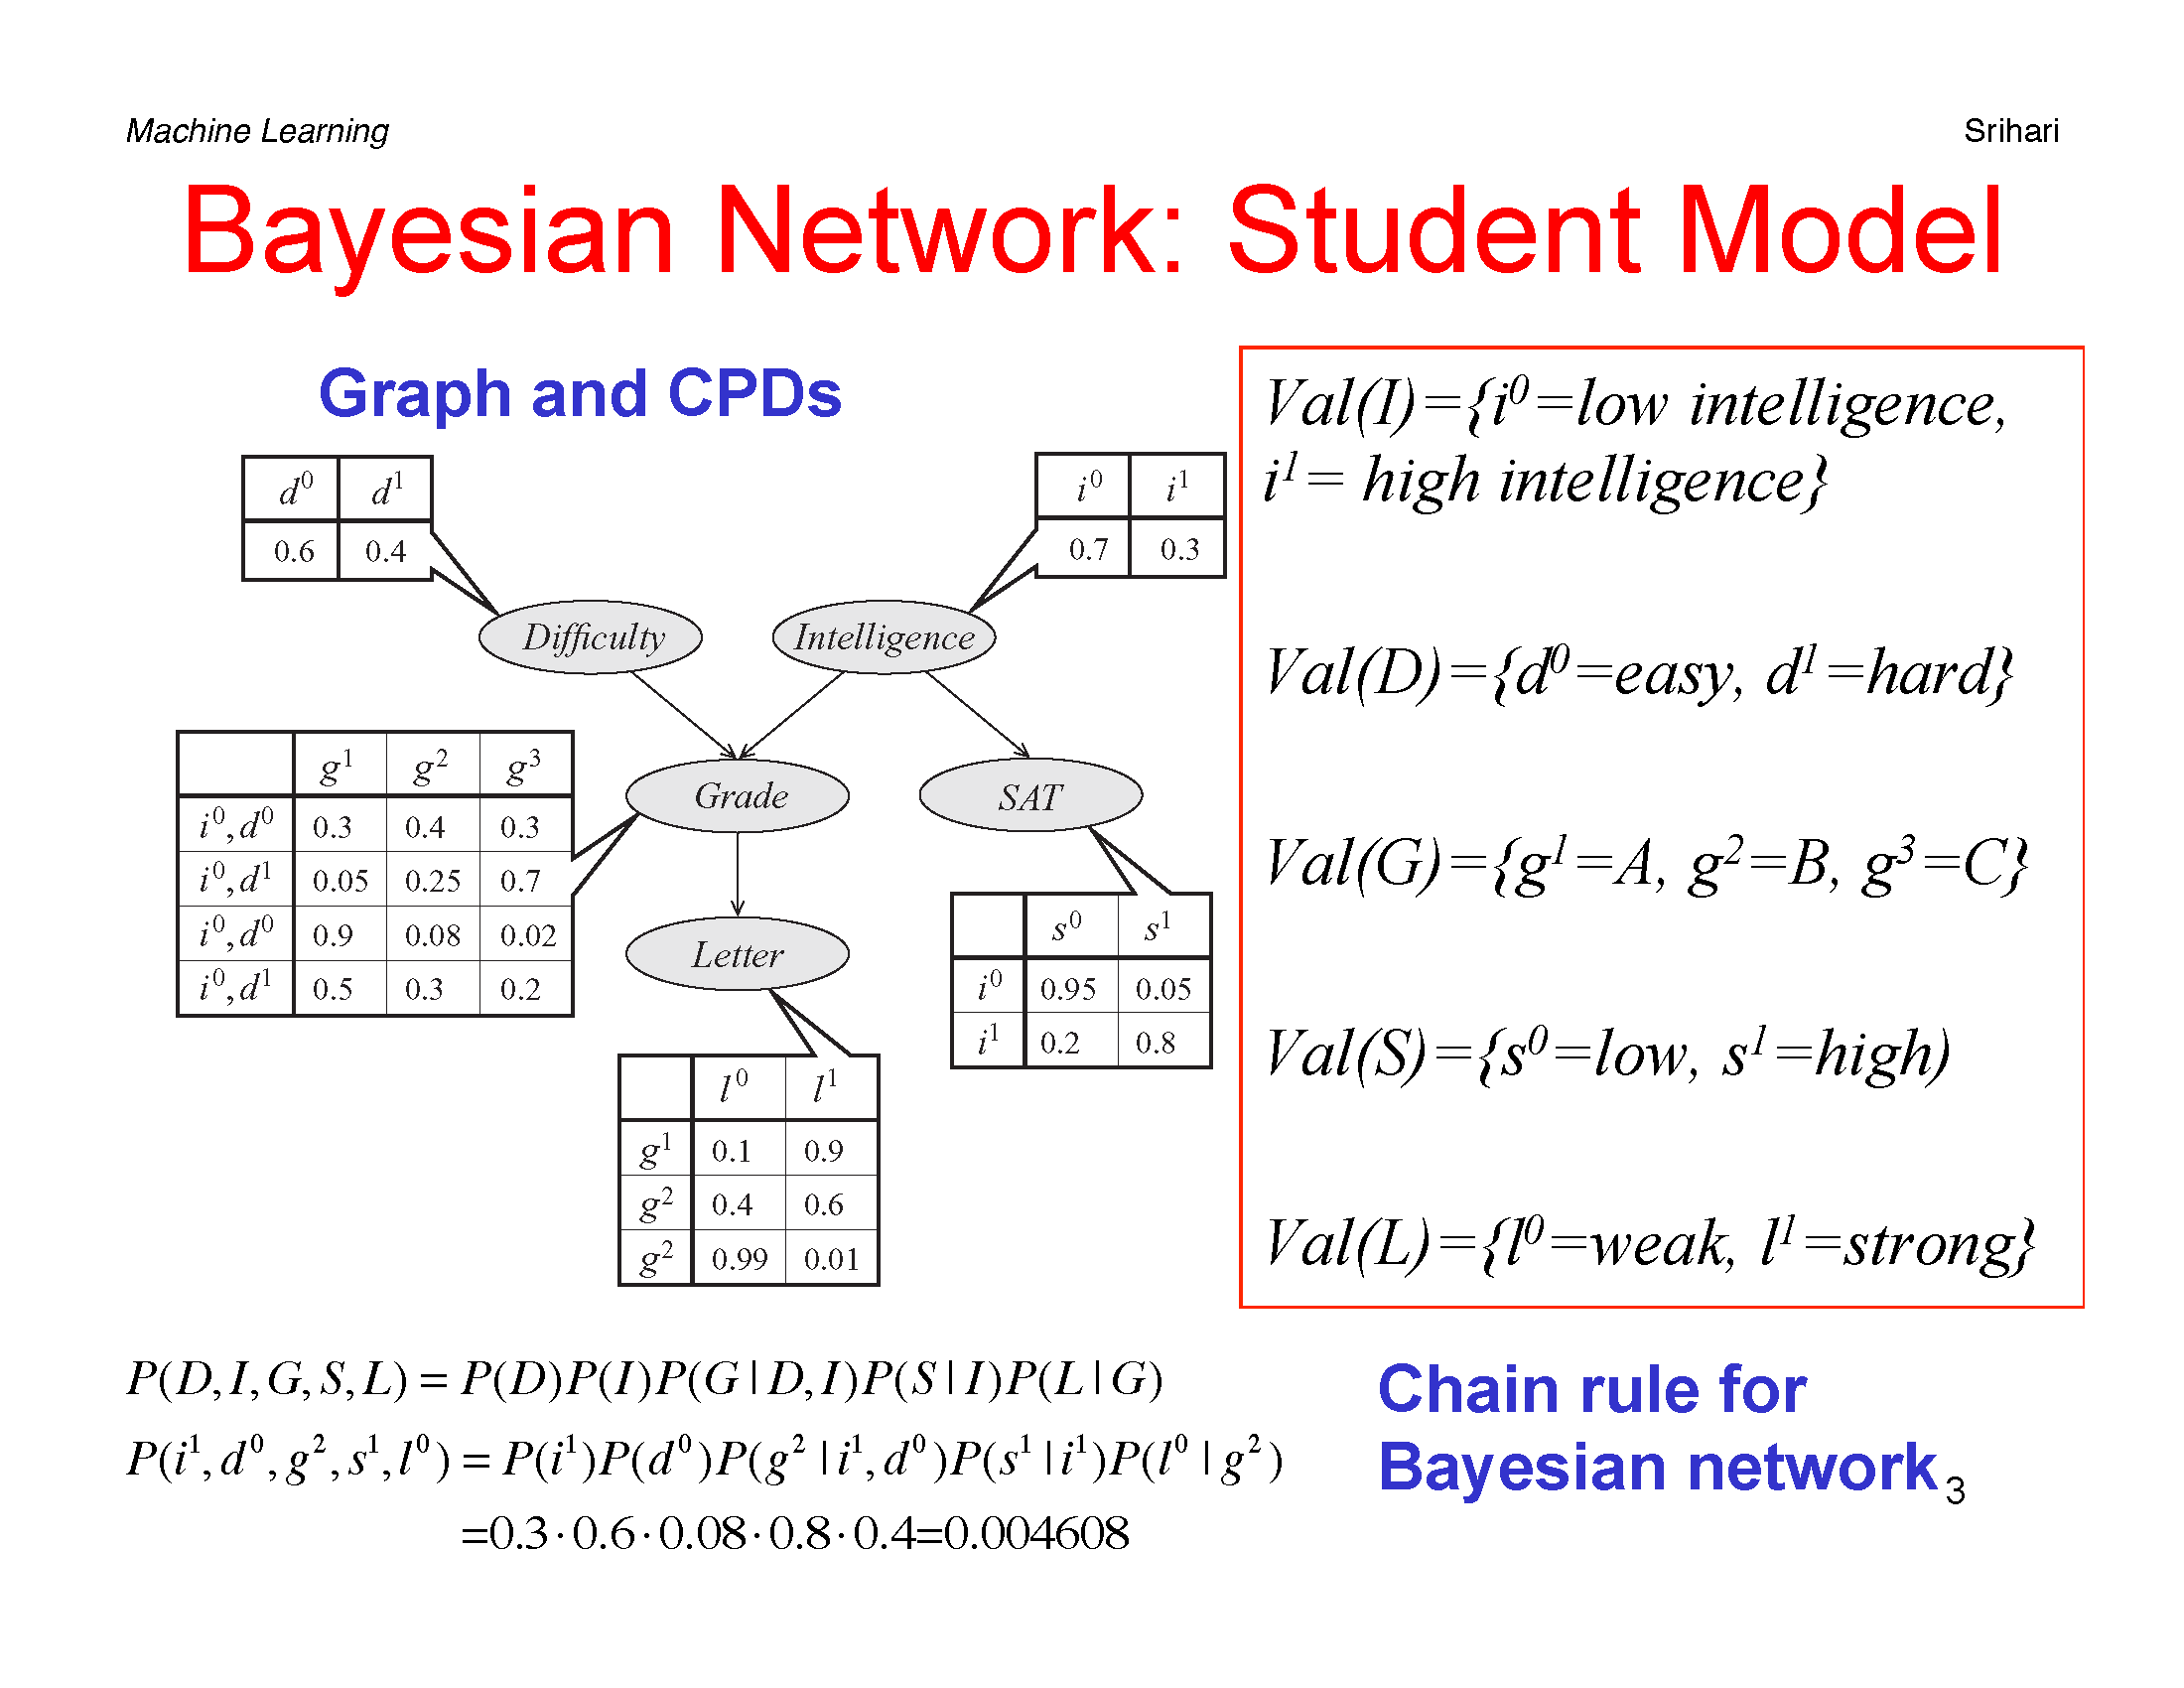 Machine Learning
Srihari
Bayesian Network: Student Model
Graph and CPDs
d⁰ d¹
0.6 0.4
i⁰ i¹
0.7 0.3
Difficulty
Intelligence
g¹ g² g³
i⁰,d⁰ 0.3 0.4 0.3
i⁰,d¹ 0.05 0.25 0.7
i⁰,d⁰ 0.9 0.08 0.02
i⁰,d¹ 0.5 0.3 0.2
Grade
SAT
Letter
s⁰ s¹
i⁰ 0.95 0.05
i¹ 0.2 0.8
l⁰ l¹
g¹ 0.1 0.9
g² 0.4 0.6
g² 0.99 0.01
Val(I)={i⁰=low intelligence,
i¹= high intelligence}
Val(D)={d⁰=easy, d¹=hard}
Val(G)={g¹=A, g²=B, g³=C}
Val(S)={s⁰=low, s¹=high)
Val(L)={l⁰=weak, l¹=strong}
P(D,I,G,S,L) = P(D)P(I)P(G|D,I)P(S|I)P(L|G)
P(i¹,d⁰,g²,s¹,l⁰) = P(i¹)P(d⁰)P(g²|i¹,d⁰)P(s¹|i¹)P(l⁰|g²)
=0.3·0.6·0.08·0.8·0.4=0.004608
Chain rule for
Bayesian network
3